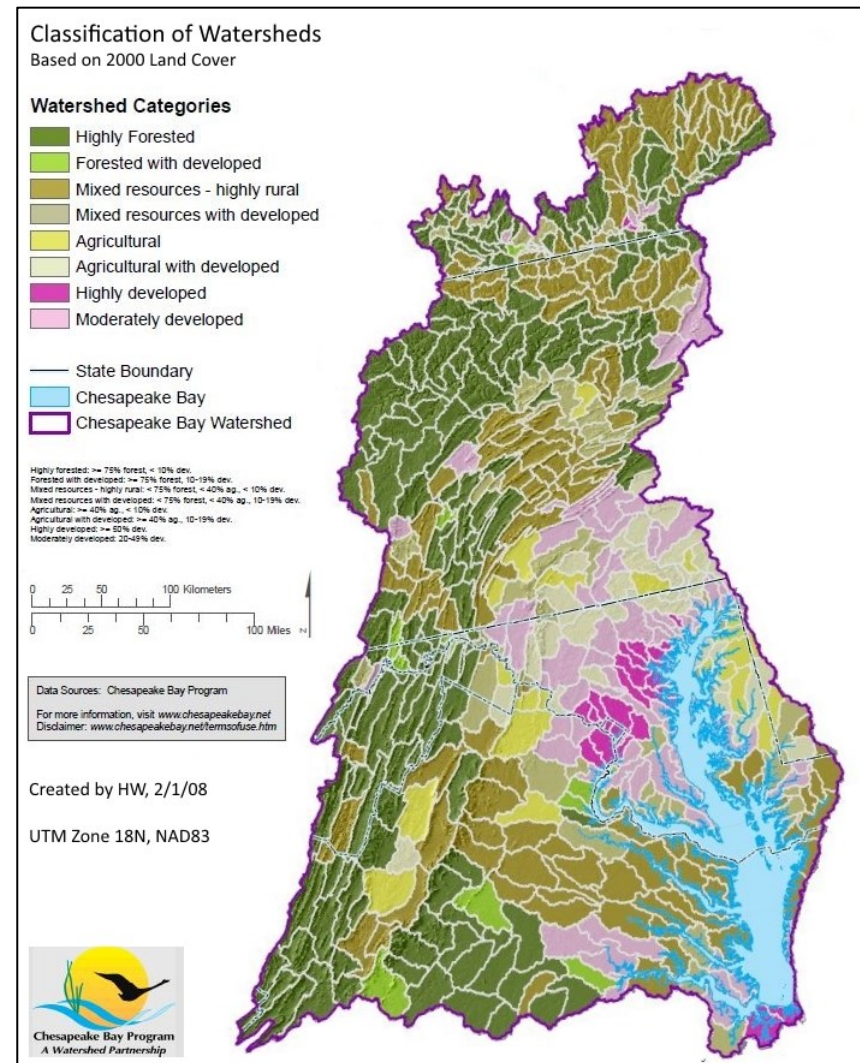 Classification of Watersheds
Based on 2000 Land Cover
Watershed Categories
Highly Forested
Forested with developed
Mixed resources - highly rural
Mixed resources with developed
Agricultural
Agricultural with developed
Highly developed
Moderately developed
State Boundary
Chesapeake Bay
Chesapeake Bay Watershed
Highly forested: >= 75% forest, < 10% dev.
Forested with developed: >= 75% forest, 10-19% dev.
Mixed resources - highly rural: < 75% forest, < 40% ag., < 10% dev.
Mixed resources with developed: < 75% forest, < 40% ag., 10-19% dev.
Agricultural: >= 40% ag., < 10% dev.
Agricultural with developed: >= 40% ag., 10-19% dev.
Highly developed: >= 50% dev.
Moderately developed: 20-49% dev.
0 25 50 100 Kilometers
0 25 50 100 Miles
N
Data Sources: Chesapeake Bay Program
For more information, visit www.chesapeakebay.net
Disclaimer: www.chesapeakebay.net/termsofuse.htm
Created by HW, 2/1/08
UTM Zone 18N, NAD83
Chesapeake Bay Program
A Watershed Partnership